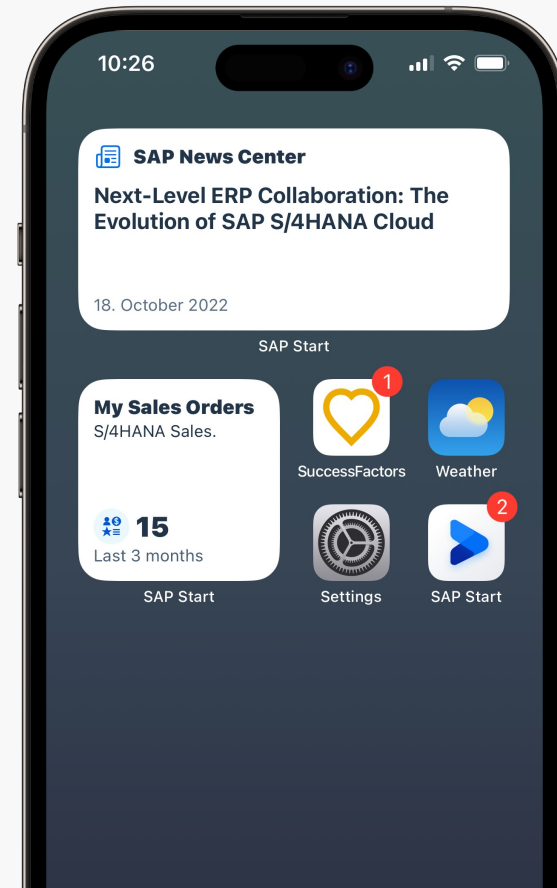 10:26
SAP News Center
Next-Level ERP Collaboration: The
Evolution of SAP S/4HANA Cloud
18. October 2022
SAP Start
My Sales Orders
S/4HANA Sales.
15
Last 3 months
SAP Start
1
SuccessFactors
Weather
Settings
2
SAP Start